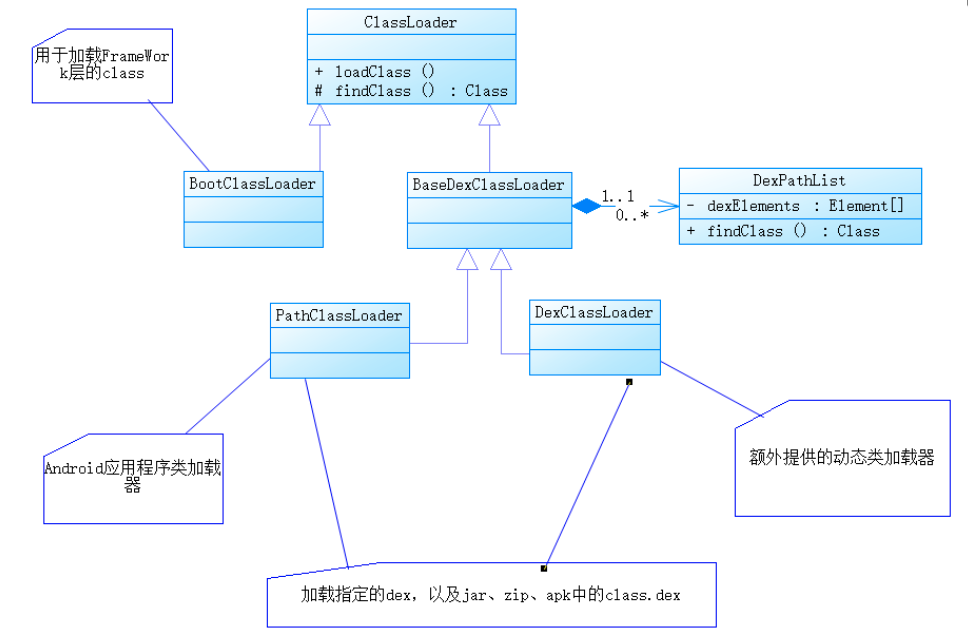 ClassLoader
+ loadClass ()
# findClass () : Class
用于加载FrameWor
k层的class
BootClassLoader
BaseDexClassLoader
1..1
0..*
DexPathList
- dexElements : Element[]
+ findClass () : Class
PathClassLoader
DexClassLoader
Android应用程序类加载
器
额外提供的动态类加载器
加载指定的dex，以及jar、zip、apk中的class.dex